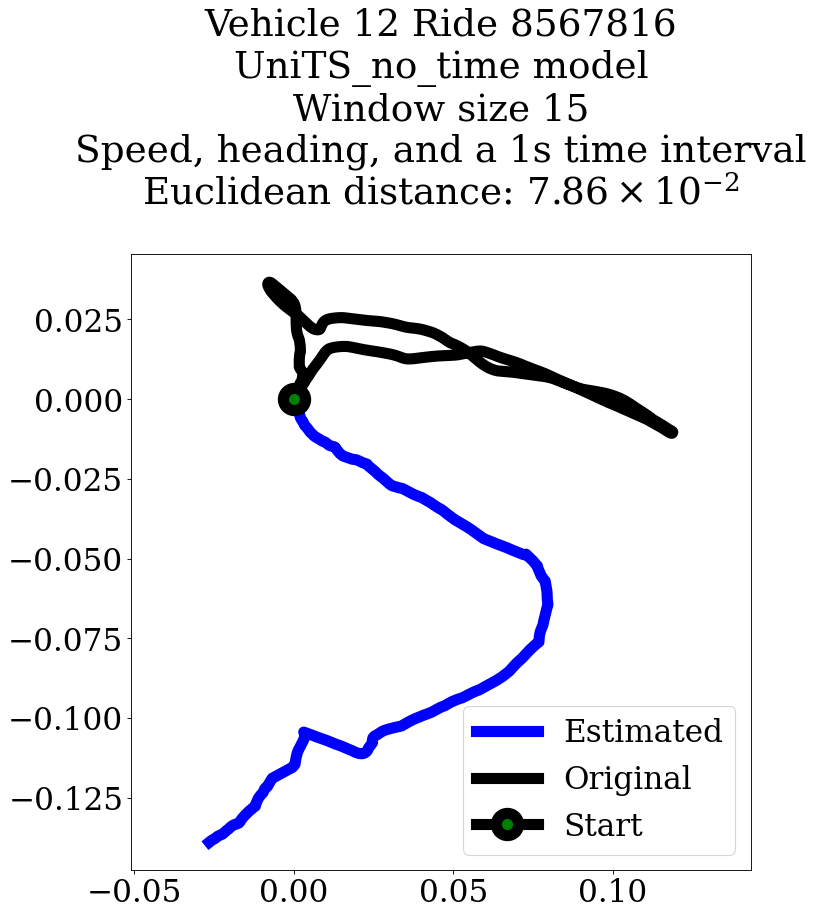 Vehicle 12 Ride 8567816
UniTS_no_time model
Window size 15
Speed, heading, and a 1s time interval
Euclidean distance: 7.86 × 10⁻²
0.025
0.000
−0.025
−0.050
−0.075
−0.100
−0.125
Estimated
Original
Start
−0.05
0.00
0.05
0.10